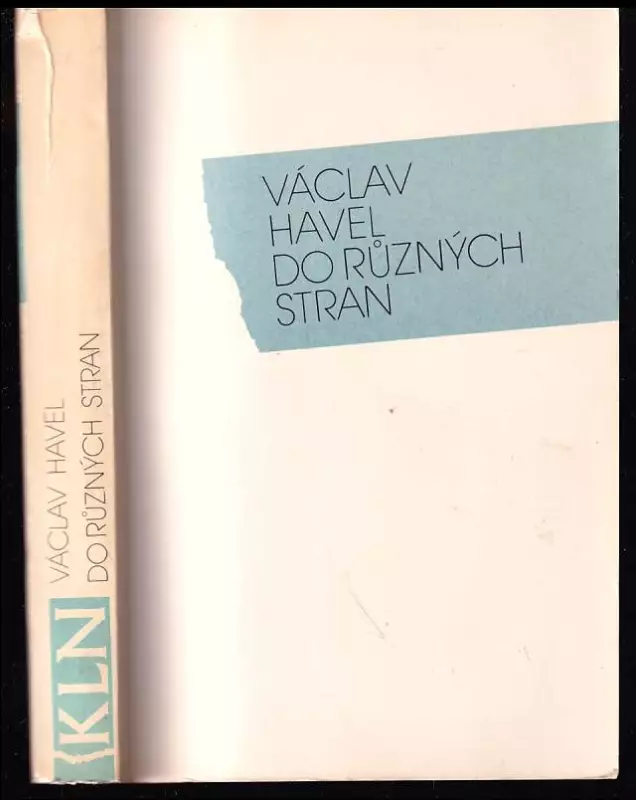 VÁCLAV
HAVEL
DO RŮZNÝCH
STRAN
VÁCLAV HAVEL
DO RŮZNÝCH STRAN
KLN